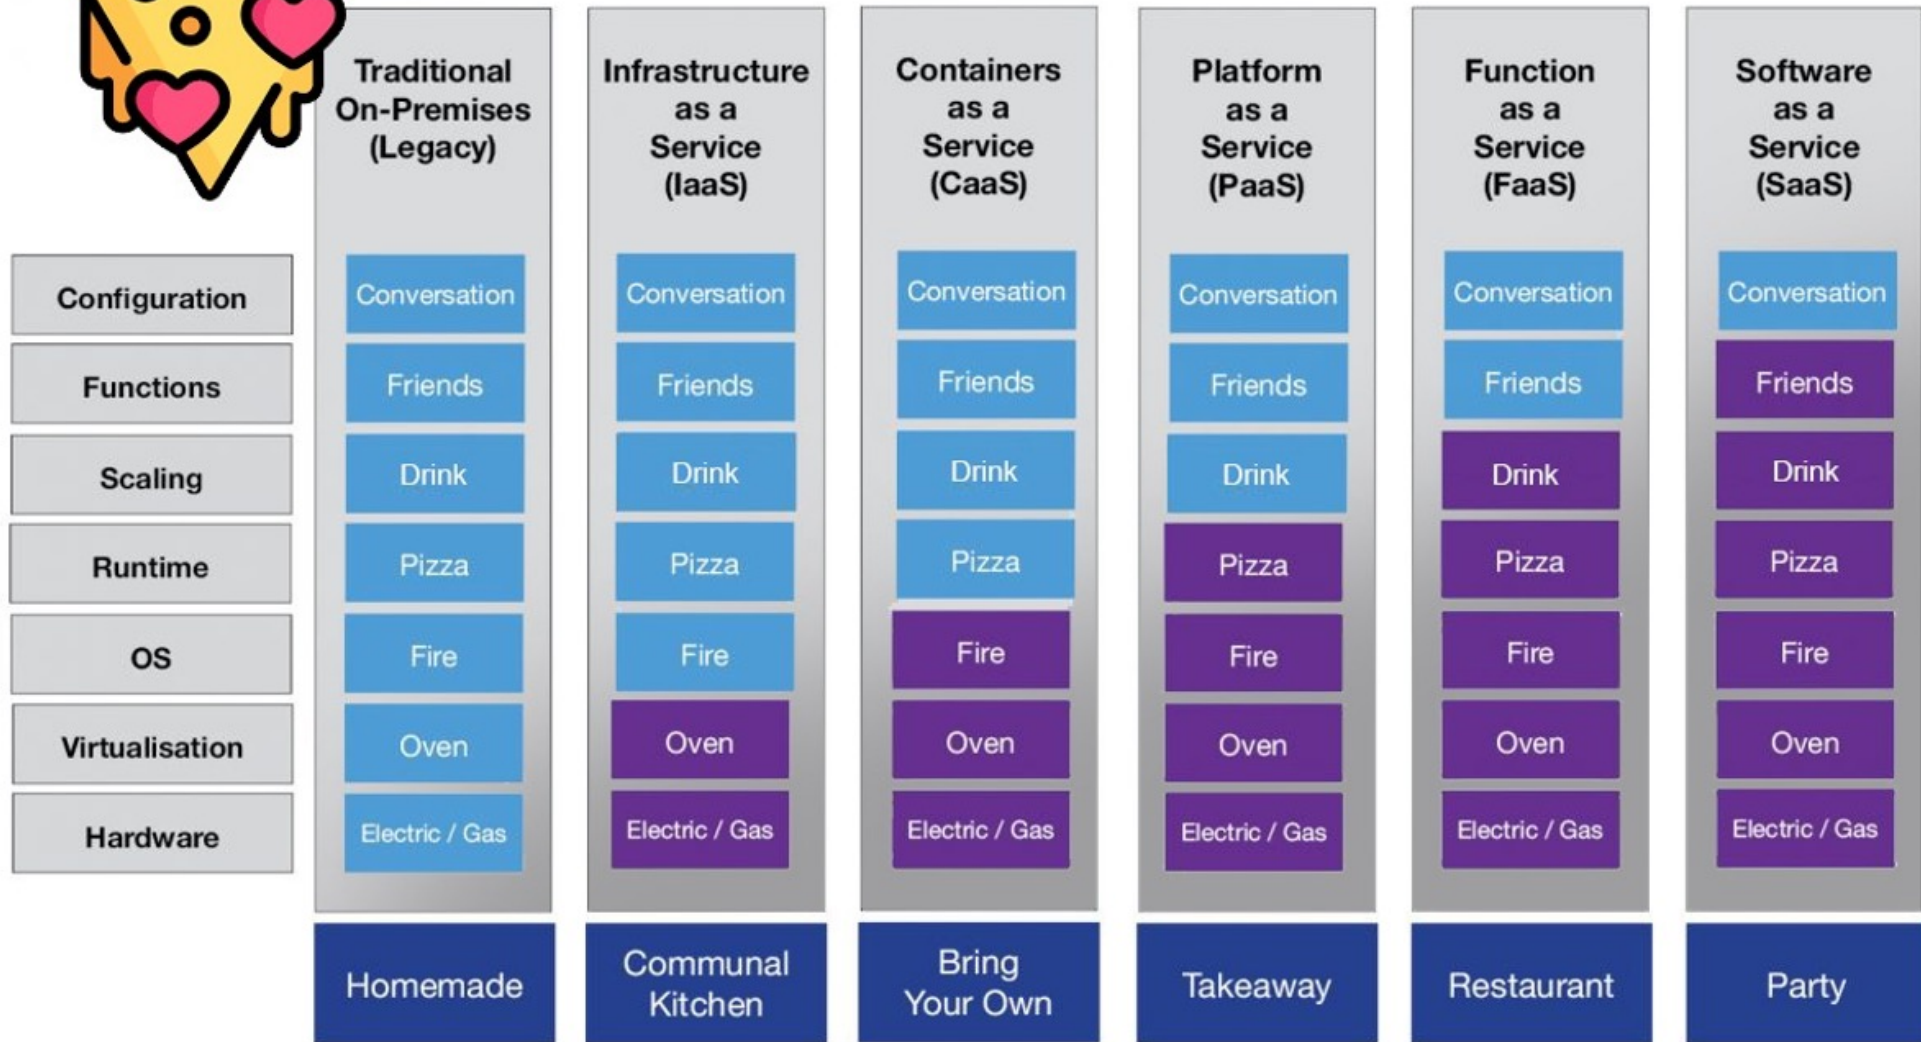 Traditional
On-Premises
(Legacy)
Infrastructure
as a
Service
(IaaS)
Containers
as a
Service
(CaaS)
Platform
as a
Service
(PaaS)
Function
as a
Service
(FaaS)
Software
as a
Service
(SaaS)
Configuration
Conversation
Conversation
Conversation
Conversation
Conversation
Conversation
Functions
Friends
Friends
Friends
Friends
Friends
Friends
Scaling
Drink
Drink
Drink
Drink
Drink
Drink
Runtime
Pizza
Pizza
Pizza
Pizza
Pizza
Pizza
OS
Fire
Fire
Fire
Fire
Fire
Fire
Virtualisation
Oven
Oven
Oven
Oven
Oven
Oven
Hardware
Electric / Gas
Electric / Gas
Electric / Gas
Electric / Gas
Electric / Gas
Electric / Gas
Homemade
Communal
Kitchen
Bring
Your Own
Takeaway
Restaurant
Party